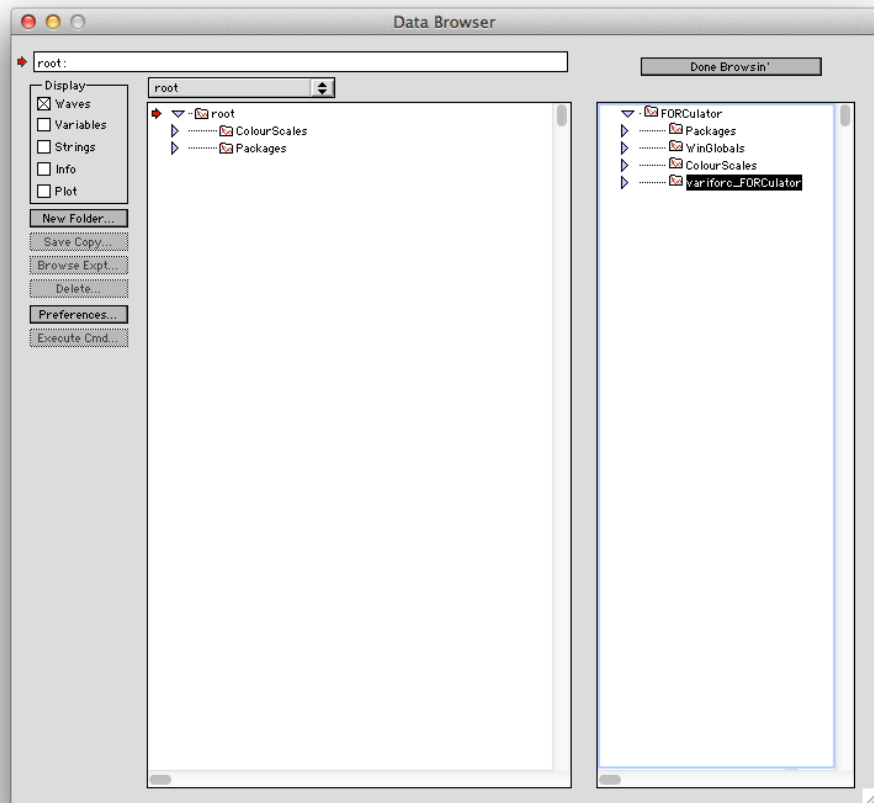 Data Browser
root:
Done Browsin'
Display
Waves
Variables
Strings
Info
Plot
New Folder...
Save Copy...
Browse Expt...
Delete...
Preferences...
Execute Cmd...
root
root
ColourScales
Packages
FORCulator
Packages
WinGlobals
ColourScales
variforc_FORCulator